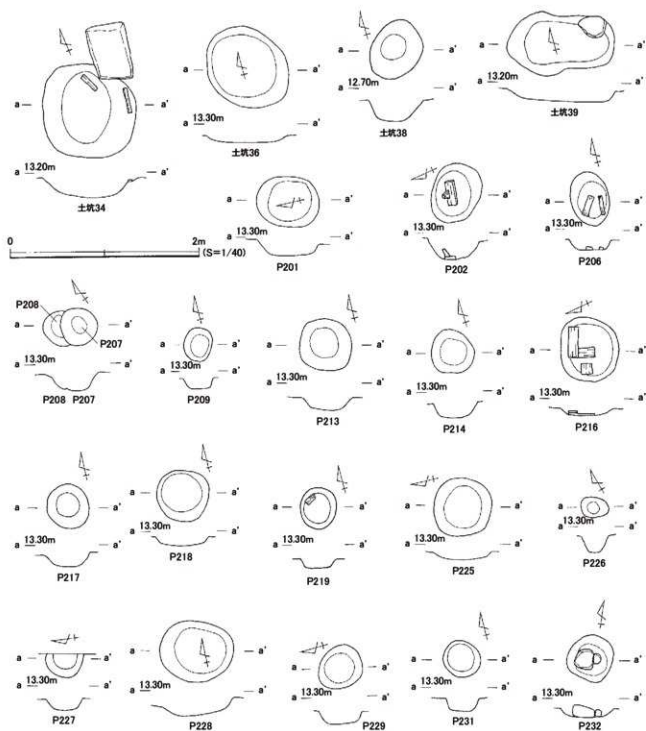 a a'
13.20m
a a'
土坑34
a a'
13.30m
a a'
土坑36
a a'
12.70m
a a'
土坑38
a a'
13.20m
a a'
土坑39
0 2m
(S=1/40)
a a'
13.30m
a a'
P201
a a'
13.30m
a a'
P202
a a'
13.30m
a a'
P206
P208
P207
a a'
13.30m
a a'
P208 P207
a a'
13.30m
a a'
P209
a a'
13.30m
a a'
P213
a a'
13.30m
a a'
P214
a a'
13.30m
a a'
P216
a a'
13.30m
a a'
P217
a a'
13.30m
a a'
P218
a a'
13.30m
a a'
P219
a a'
13.30m
a a'
P225
a a'
13.30m
a a'
P226
a a'
13.30m
a a'
P227
a a'
13.30m
a a'
P228
a a'
13.30m
a a'
P229
a a'
13.30m
a a'
P231
a a'
13.30m
a a'
P232